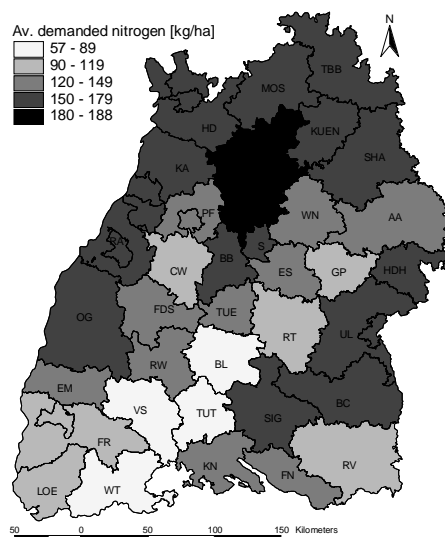 Av. demanded nitrogen [kg/ha]
57 - 89
90 - 119
120 - 149
150 - 179
180 - 188
N
TBB
MOS
HD
KUEN
KA
SHA
PF
WN
AA
RA
S
CW
BB
ES
GP
HDH
OG
FDS
TUE
RT
UL
RW
BL
EM
VS
TUT
SIG
BC
FR
KN
FN
RV
LOE
WT
50 0 50 100 150 Kilometers